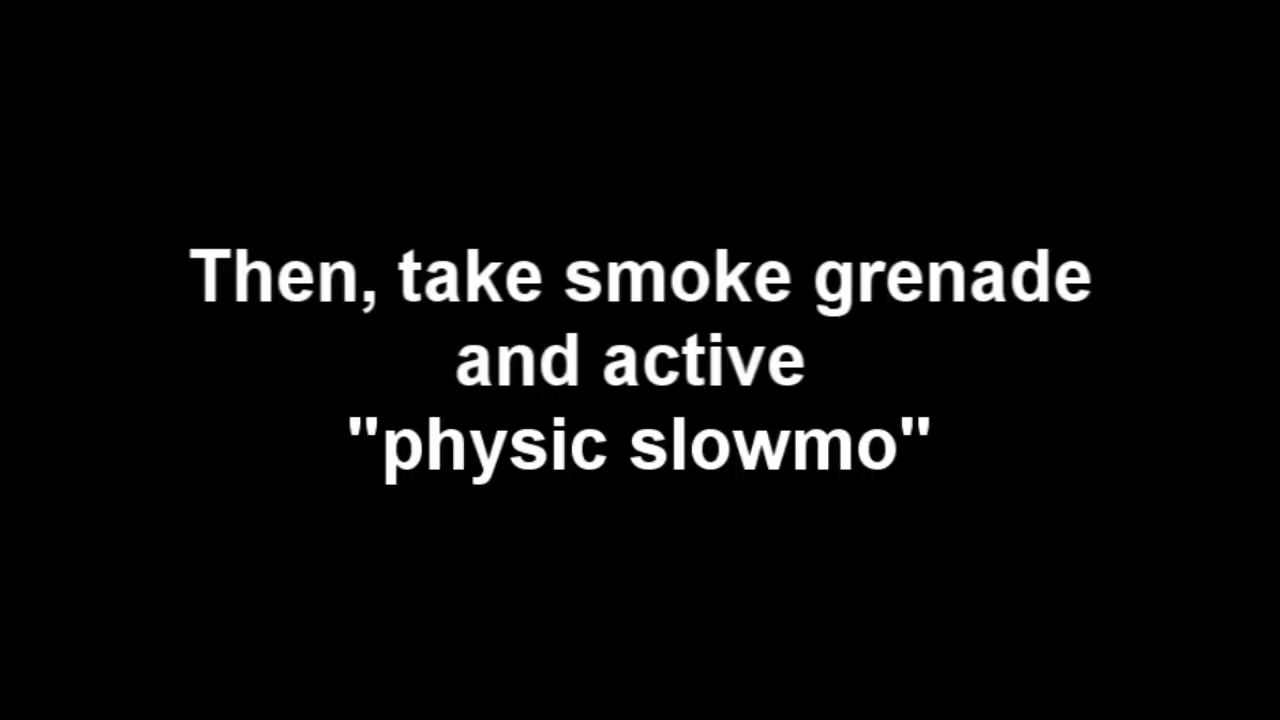 Then, take smoke grenade
and active
"physic slowmo"